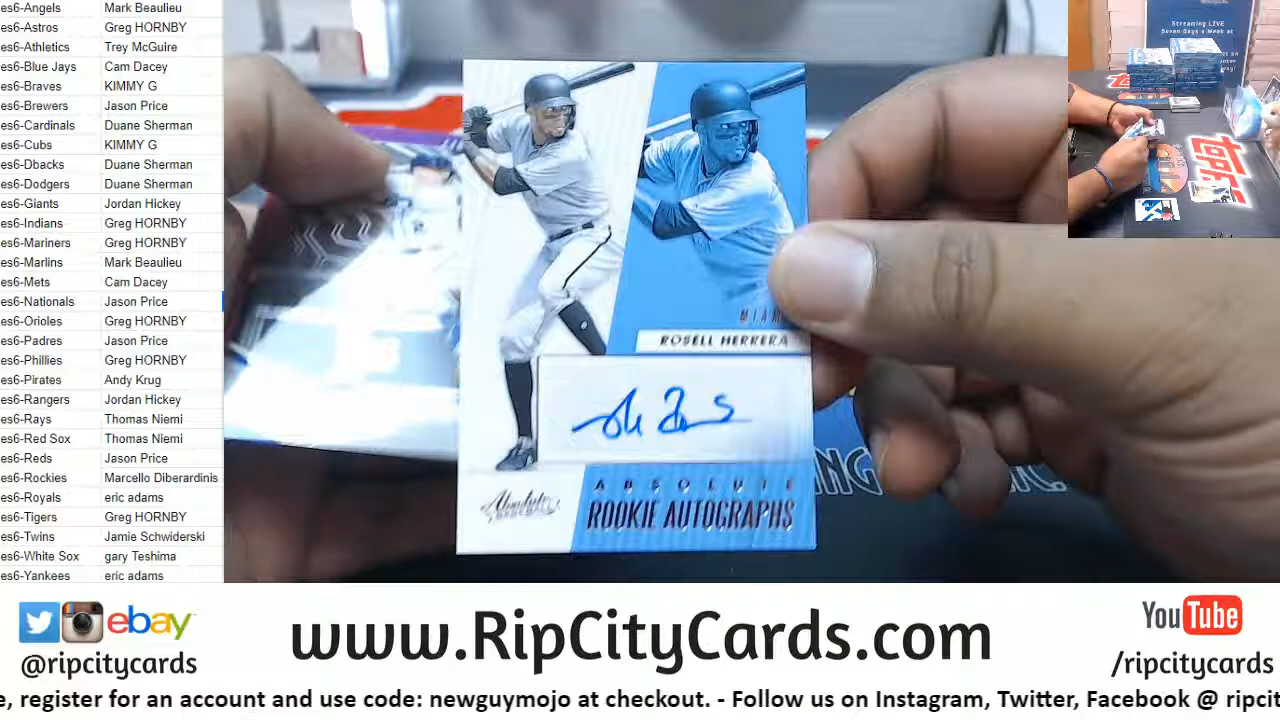 es6-Angels Mark Beaulieu
es6-Astros Greg HORNBY
es6-Athletics Trey McGuire
es6-Blue Jays Cam Dacey
es6-Braves KIMMY G
es6-Brewers Jason Price
es6-Cardinals Duane Sherman
es6-Cubs KIMMY G
es6-Dbacks Duane Sherman
es6-Dodgers Duane Sherman
es6-Giants Jordan Hickey
es6-Indians Greg HORNBY
es6-Mariners Greg HORNBY
es6-Marlins Mark Beaulieu
es6-Mets Cam Dacey
es6-Nationals Jason Price
es6-Orioles Greg HORNBY
es6-Padres Jason Price
es6-Phillies Greg HORNBY
es6-Pirates Andy Krug
es6-Rangers Jordan Hickey
es6-Rays Thomas Niemi
es6-Red Sox Thomas Niemi
es6-Reds Jason Price
es6-Rockies Marcello Diberardinis
es6-Royals eric adams
es6-Tigers Greg HORNBY
es6-Twins Jamie Schwiderski
es6-White Sox gary Teshima
es6-Yankees eric adams
Streaming LIVE
Seven Days a Week at
TOPPS
MIAM
ROSELL HERRERA
ABSOLUTE
ROOKIE AUTOGRAPHS
Absolute
BASEBALL
ebay
@ripcitycards
www.RipCityCards.com
YouTube
/ripcitycards
e, register for an account and use code: newguymojo at checkout. - Follow us on Instagram, Twitter, Facebook @ ripcit